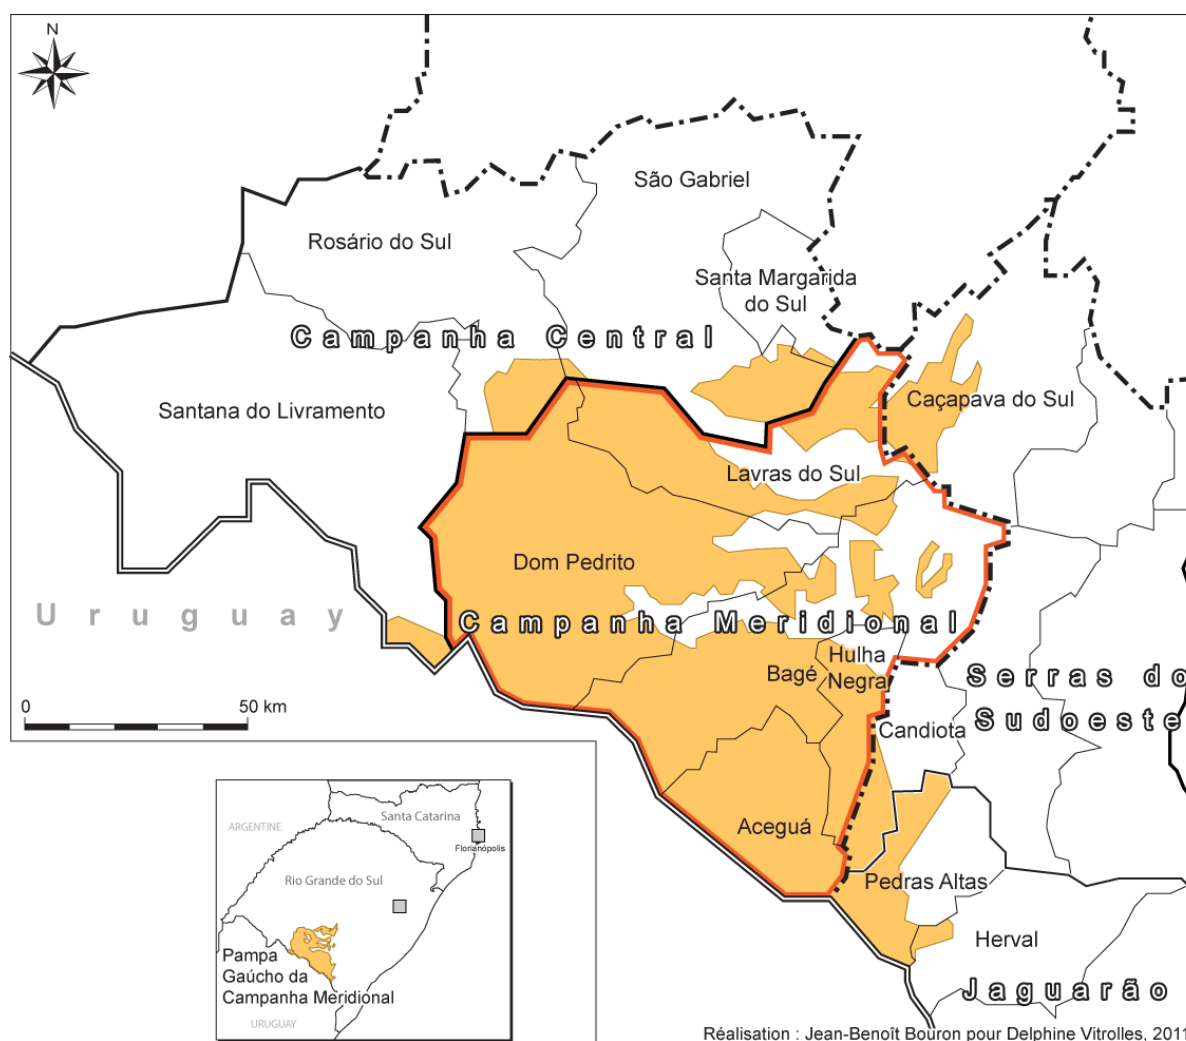 N
São Gabriel
Rosário do Sul
Santa Margarida
do Sul
Campanha Central
Santana do Livramento
Caçapava do Sul
Lavras do Sul
Dom Pedrito
Uruguay
Campanha Meridional
Hulha
Negra
Bagé
Serras do
Sudoeste
Candiota
0 50 km
Aceguá
Pedras Altas
Herval
Jaguarão
Santa Catarina
ARGENTINE
Florianópolis
Rio Grande do Sul
Pampa
Gaúcho da
Campanha Meridional
URUGUAY
Réalisation : Jean-Benoît Bouron pour Delphine Vitrolles, 2011